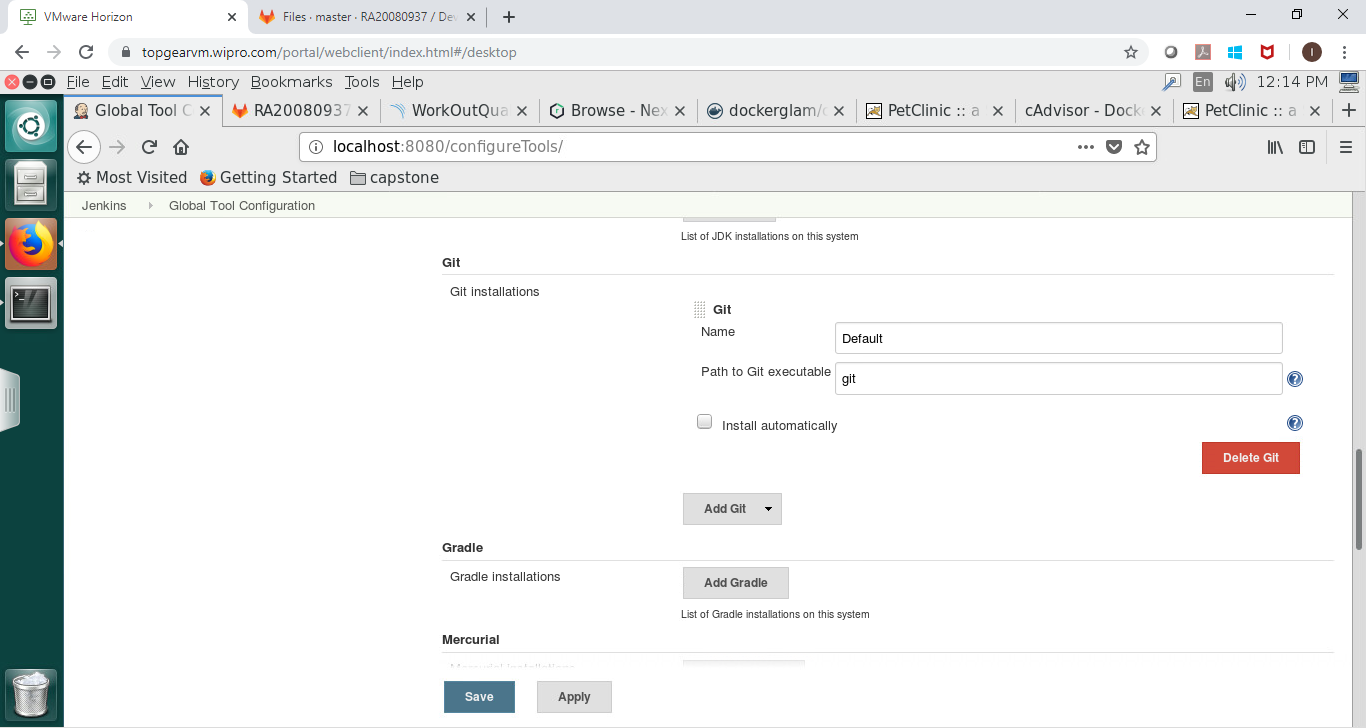 VMware Horizon
Files · master · RA20080937 / Dev
topgearvm.wipro.com/portal/webclient/index.html#/desktop
I
File Edit View History Bookmarks Tools Help
En
12:14 PM
Global Tool C
RA20080937
WorkOutQua
Browse - Nex
dockerglam/c
PetClinic :: a
cAdvisor - Docke
PetClinic :: a
localhost:8080/configureTools/
Most Visited Getting Started capstone
Jenkins Global Tool Configuration
List of JDK installations on this system
Git
Git installations
Git
Name
Default
Path to Git executable
git
Install automatically
Delete Git
Add Git
Gradle
Gradle installations
Add Gradle
List of Gradle installations on this system
Mercurial
Mercurial installations
Save Apply